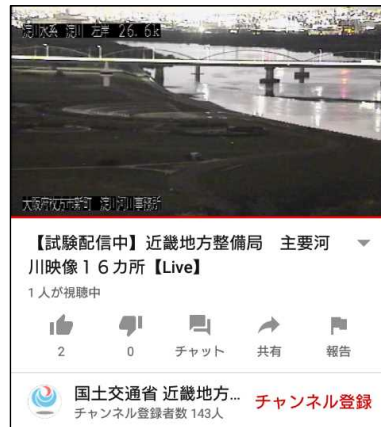 淀川水系 淀川 左岸 26.6k
大阪府枚方市新町 淀川河川事務所
【試験配信中】近畿地方整備局　主要河
川映像１６カ所【Live】
1 人が視聴中
2
0
チャット
共有
報告
国土交通省 近畿地方...
チャンネル登録者数 143人
チャンネル登録